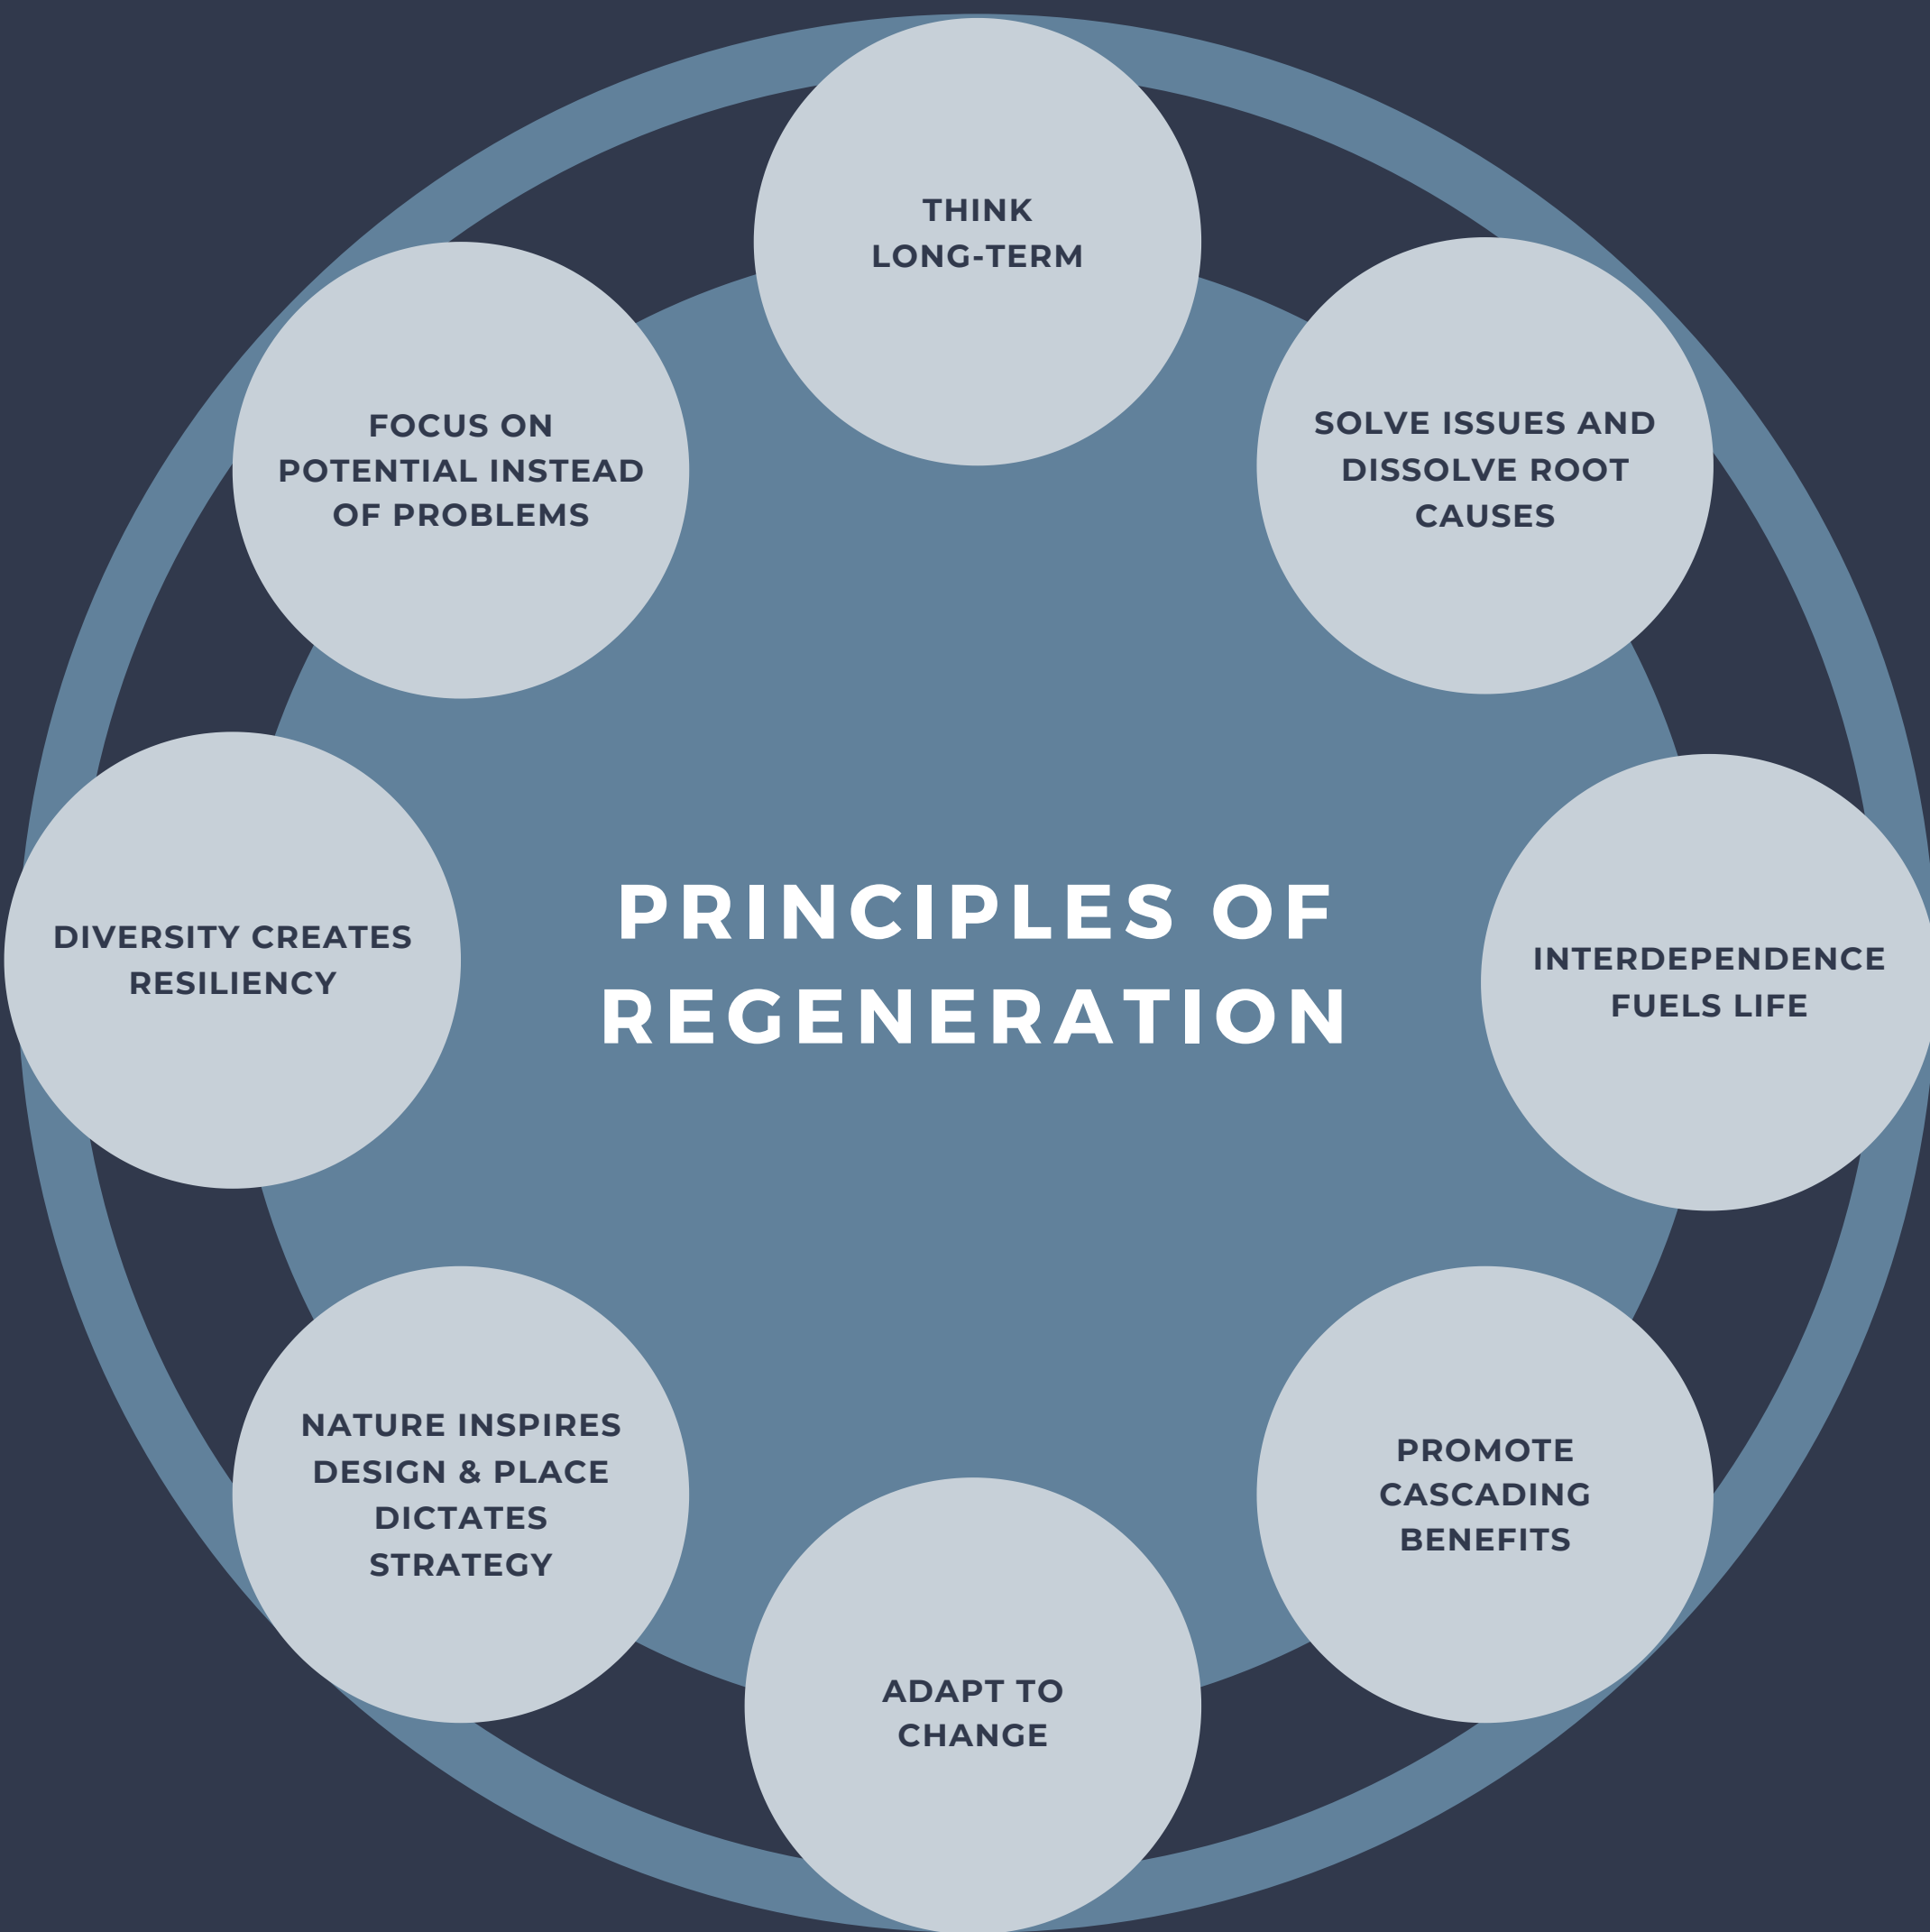 THINK
LONG-TERM
FOCUS ON
POTENTIAL INSTEAD
OF PROBLEMS
SOLVE ISSUES AND
DISSOLVE ROOT
CAUSES
DIVERSITY CREATES
RESILIENCY
PRINCIPLES OF
REGENERATION
INTERDEPENDENCE
FUELS LIFE
NATURE INSPIRES
DESIGN & PLACE
DICTATES
STRATEGY
PROMOTE
CASCADING
BENEFITS
ADAPT TO
CHANGE